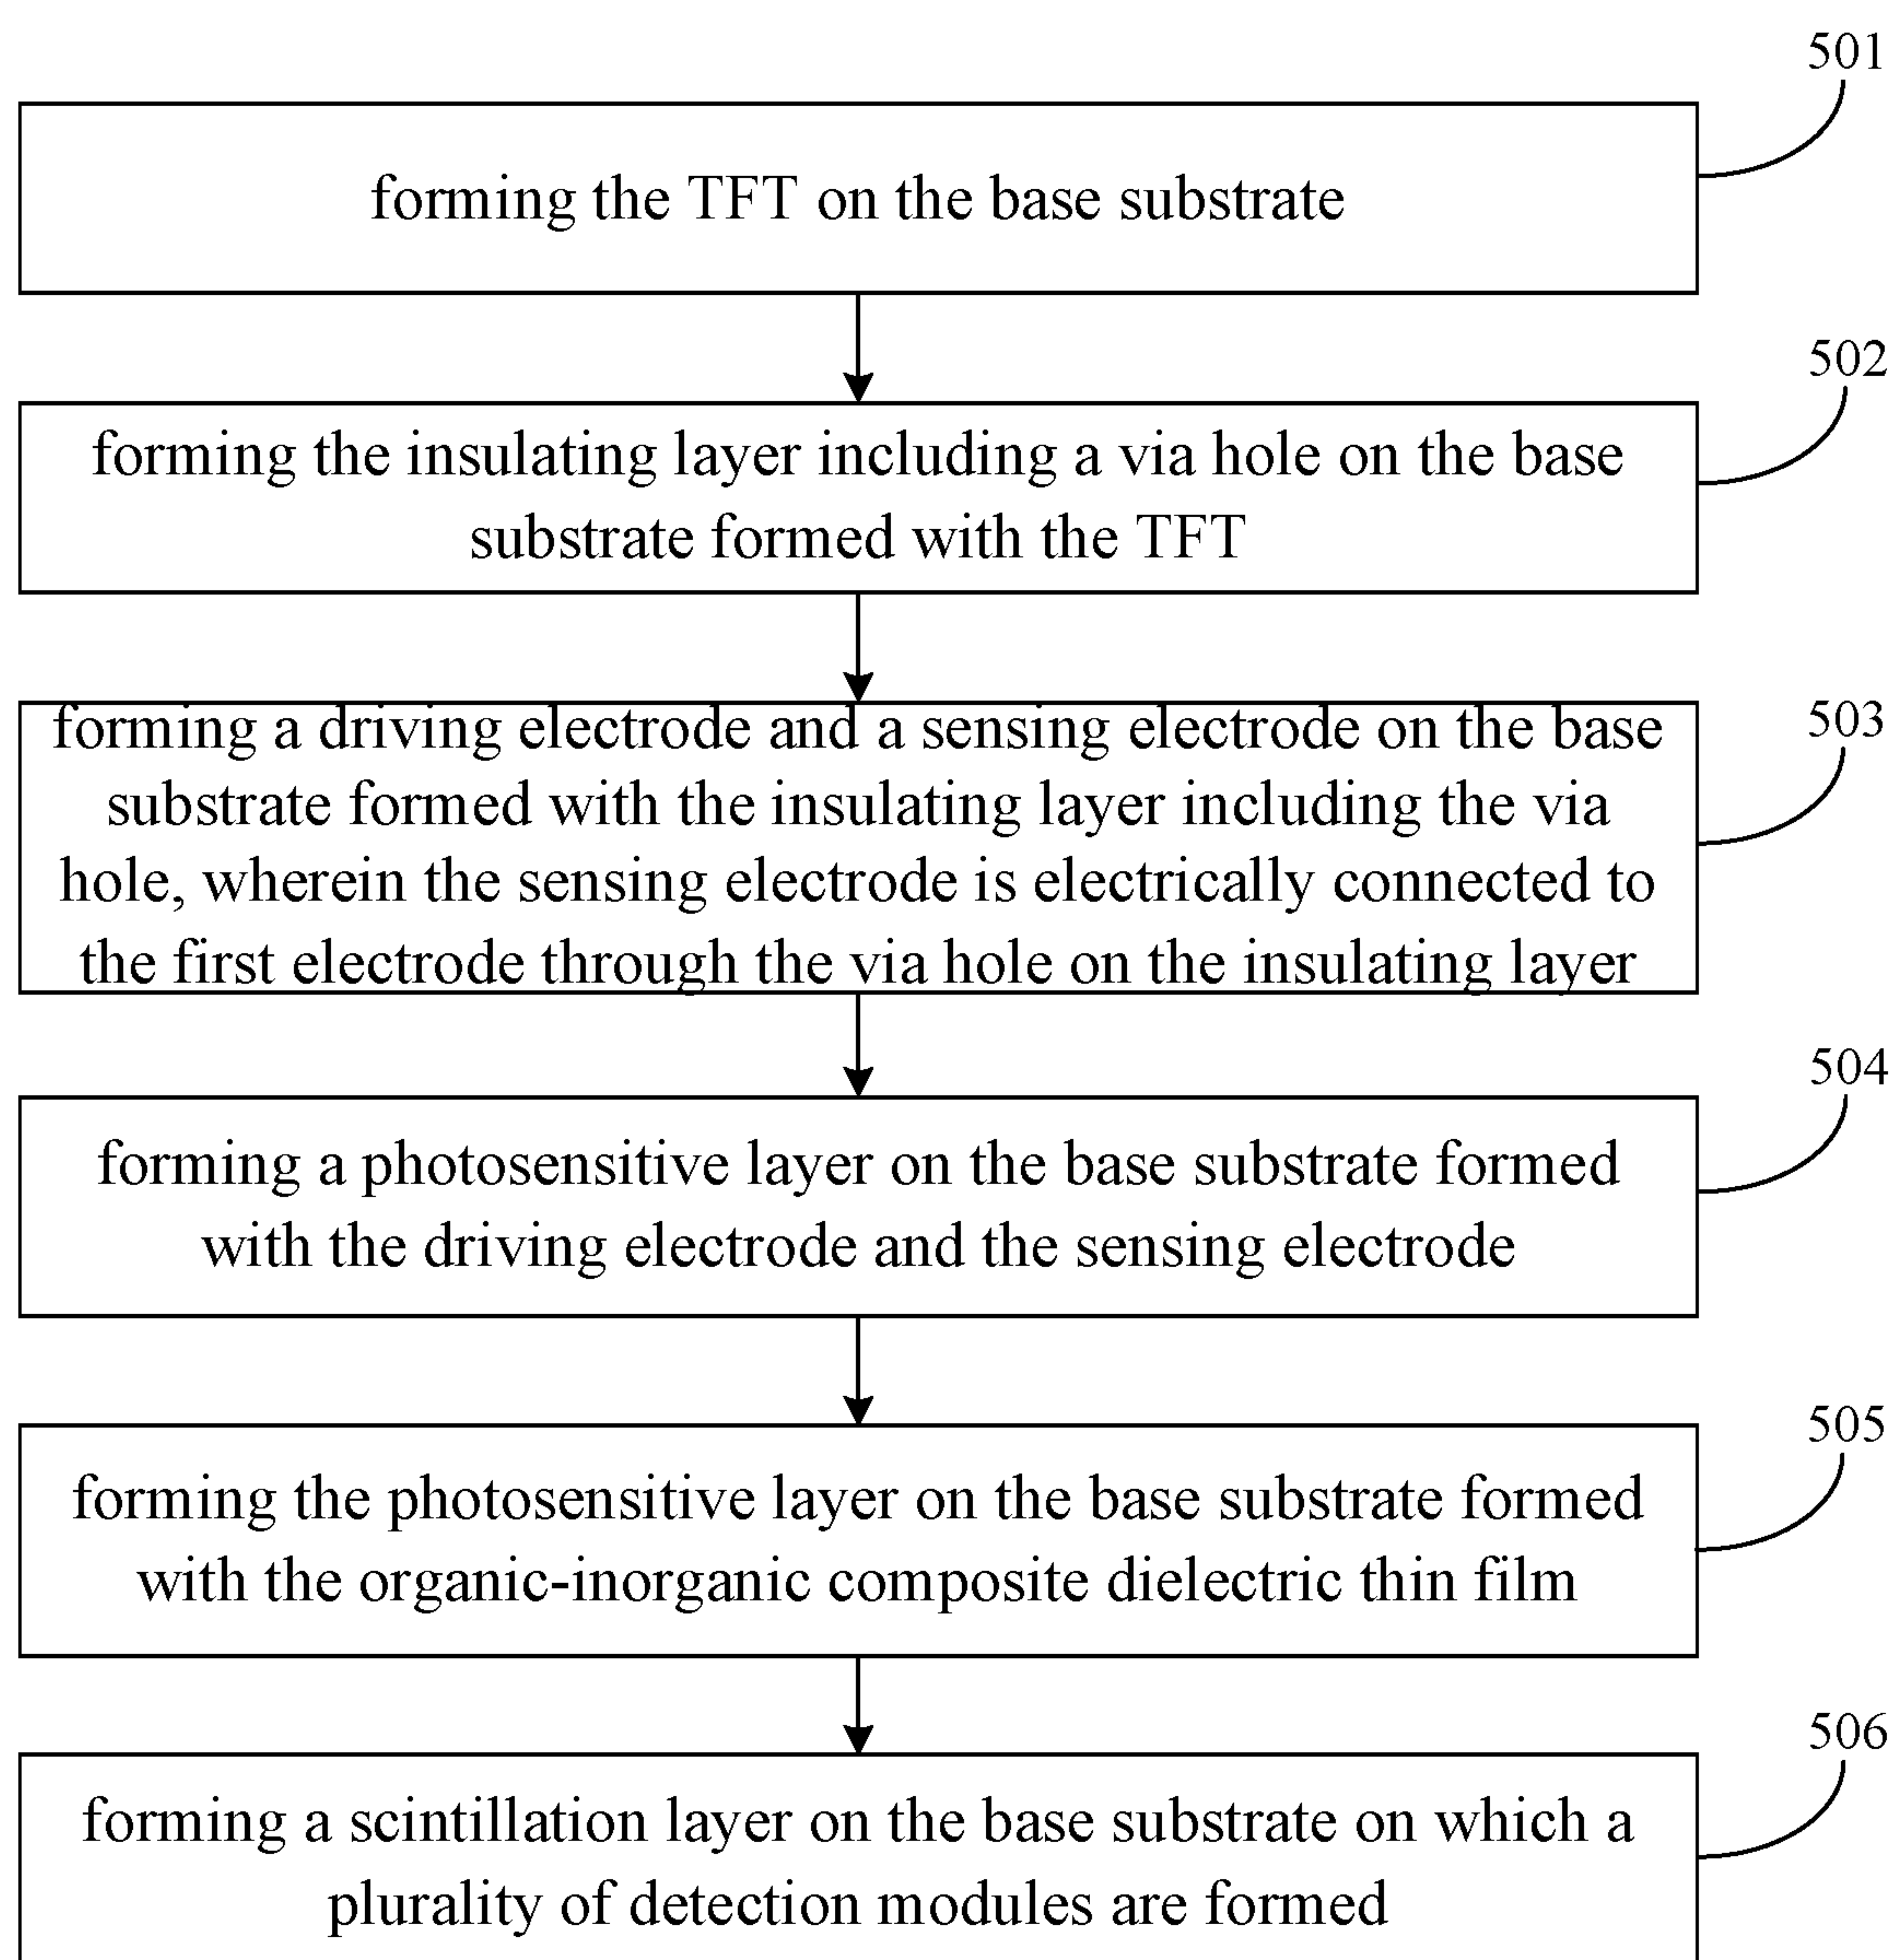 501
forming the TFT on the base substrate
502
forming the insulating layer including a via hole on the base
substrate formed with the TFT
503
forming a driving electrode and a sensing electrode on the base
substrate formed with the insulating layer including the via
hole, wherein the sensing electrode is electrically connected to
the first electrode through the via hole on the insulating layer
504
forming a photosensitive layer on the base substrate formed
with the driving electrode and the sensing electrode
505
forming the photosensitive layer on the base substrate formed
with the organic-inorganic composite dielectric thin film
506
forming a scintillation layer on the base substrate on which a
plurality of detection modules are formed